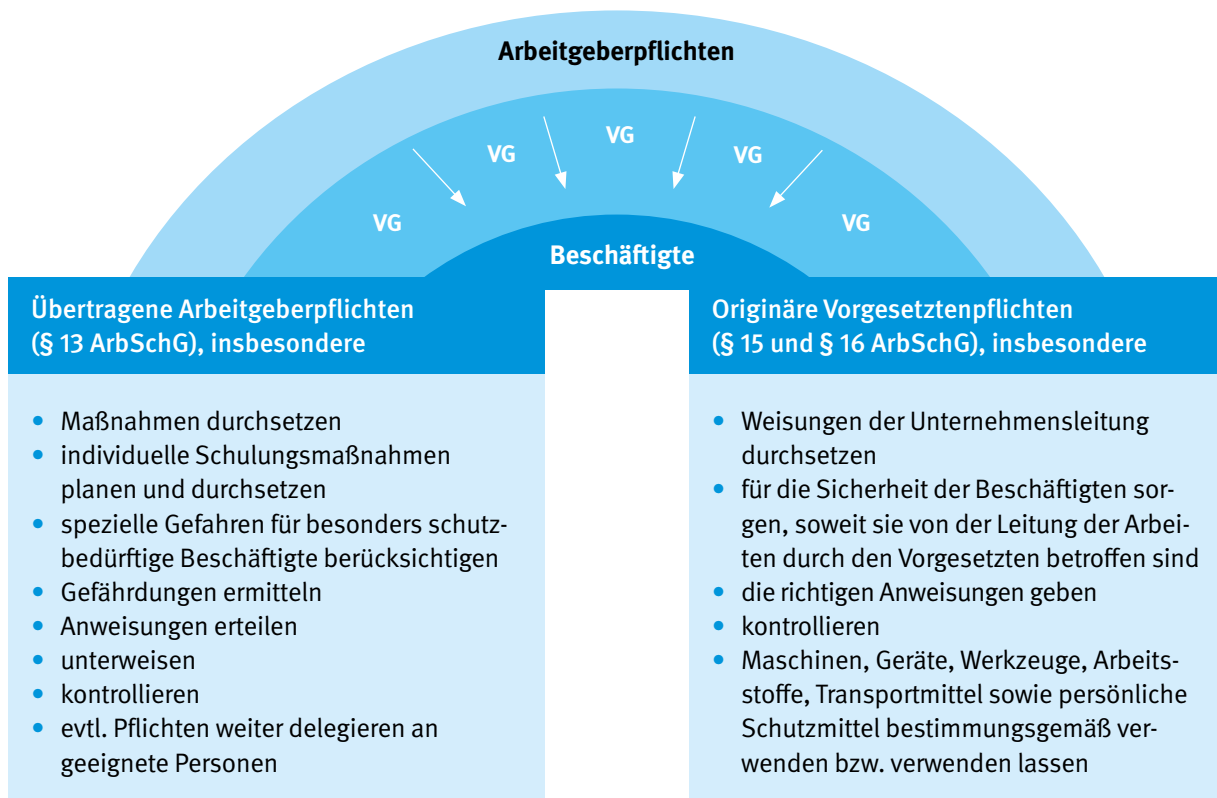 Arbeitgeberpflichten
VG
VG
VG
VG
VG
Beschäftigte
Übertragene Arbeitgeberpflichten
(§ 13 ArbSchG), insbesondere
• Maßnahmen durchsetzen
• individuelle Schulungsmaßnahmen
planen und durchsetzen
• spezielle Gefahren für besonders schutz-
bedürftige Beschäftigte berücksichtigen
• Gefährdungen ermitteln
• Anweisungen erteilen
• unterweisen
• kontrollieren
• evtl. Pflichten weiter delegieren an
geeignete Personen
Originäre Vorgesetztenpflichten
(§ 15 und § 16 ArbSchG), insbesondere
• Weisungen der Unternehmensleitung
durchsetzen
• für die Sicherheit der Beschäftigten sor-
gen, soweit sie von der Leitung der Arbei-
ten durch den Vorgesetzten betroffen sind
• die richtigen Anweisungen geben
• kontrollieren
• Maschinen, Geräte, Werkzeuge, Arbeits-
stoffe, Transportmittel sowie persönliche
Schutzmittel bestimmungsgemäß ver-
wenden bzw. verwenden lassen